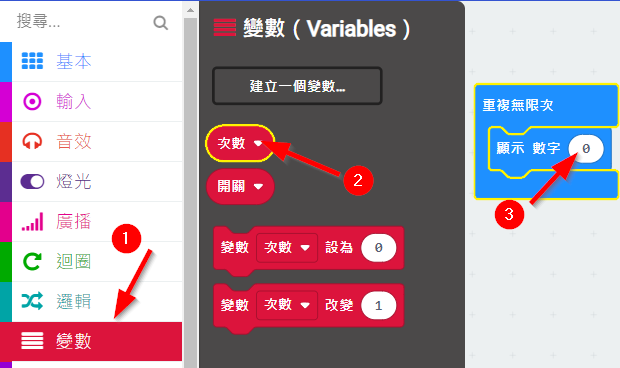 搜尋...
基本
輸入
音效
燈光
廣播
迴圈
邏輯
變數
1
變數 ( Variables )
建立一個變數...
次數
開關
2
變數 次數 設為 0
變數 次數 改變 1
重複無限次
顯示 數字 0
3